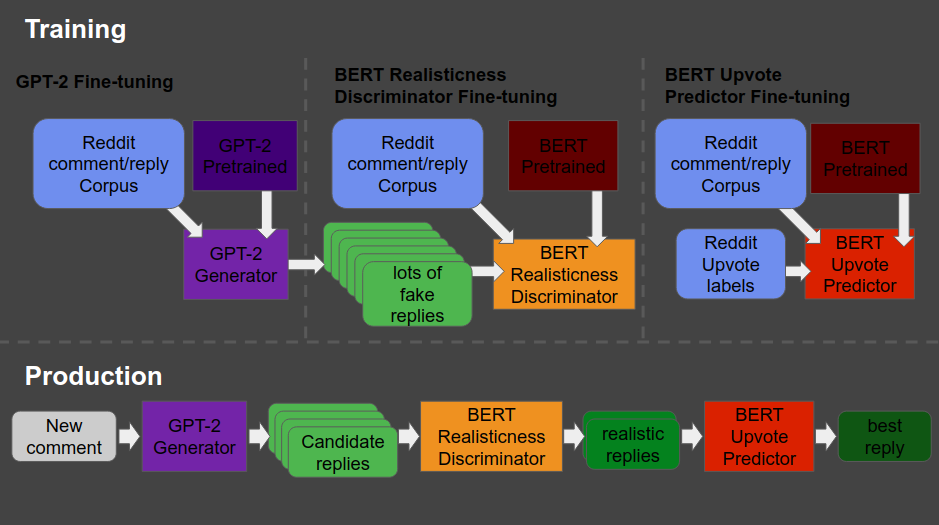 Training
GPT-2 Fine-tuning
BERT Realisticness
Discriminator Fine-tuning
BERT Upvote
Predictor Fine-tuning
Reddit
comment/reply
Corpus
GPT-2
Pretrained
Reddit
comment/reply
Corpus
BERT
Pretrained
Reddit
comment/reply
Corpus
BERT
Pretrained
GPT-2
Generator
lots of
fake
replies
BERT
Realisticness
Discriminator
Reddit
Upvote
labels
BERT
Upvote
Predictor
Production
New
comment
GPT-2
Generator
Candidate
replies
BERT
Realisticness
Discriminator
realistic
replies
BERT
Upvote
Predictor
best
reply